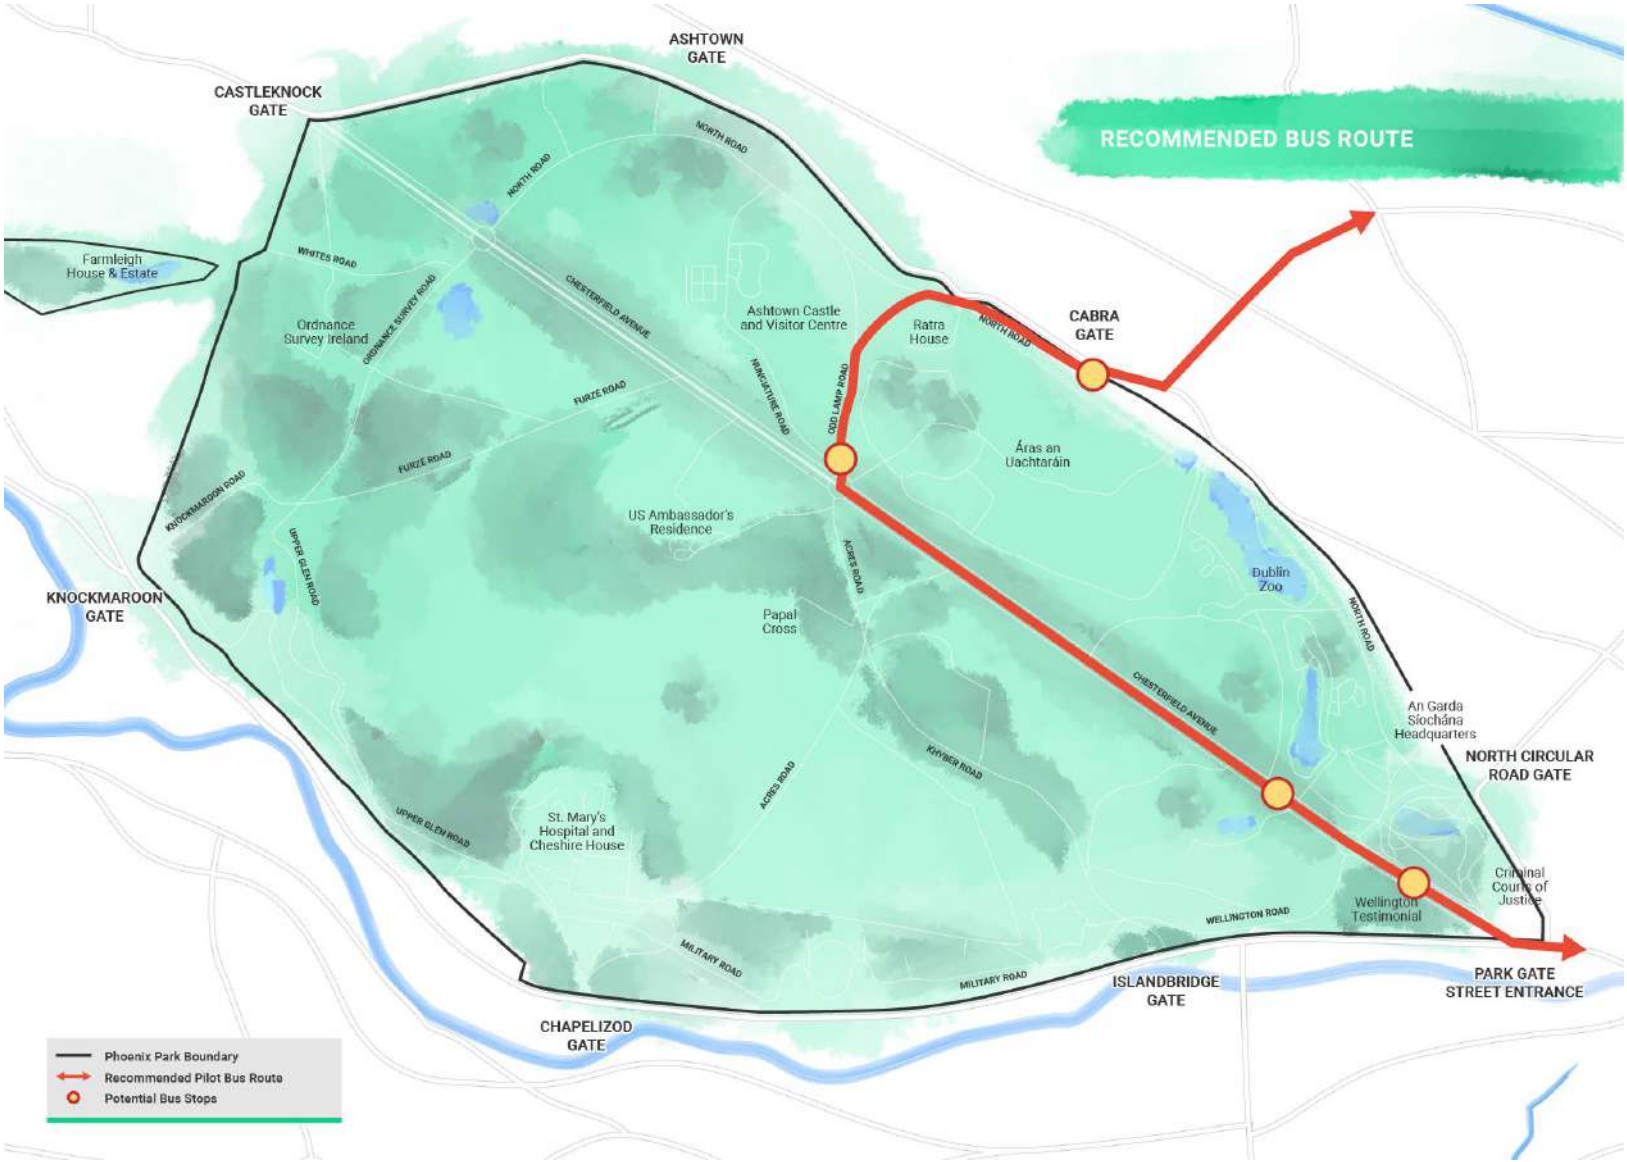 ASHTOWN
GATE
CASTLEKNOCK
GATE
RECOMMENDED BUS ROUTE
NORTH ROAD
NORTH ROAD
WHITES ROAD
Farmleigh
House & Estate
ORDNANCE SURVEY ROAD
CHESTERFIELD AVENUE
Ordnance
Survey Ireland
Ashtown Castle
and Visitor Centre
Ratra
House
NORTH ROAD
CABRA
GATE
NUNCIATURE ROAD
ODD LAMP ROAD
FURZE ROAD
FURZE ROAD
Áras an
Uachtaráin
KNOCKMAROON ROAD
US Ambassador's
Residence
UPPER GLEN ROAD
ACRES ROAD
Dublin
Zoo
KNOCKMAROON
GATE
Papal
Cross
NORTH ROAD
CHESTERFIELD AVENUE
An Garda
Síochána
Headquarters
NORTH CIRCULAR
ROAD GATE
KHYBER ROAD
ACRES ROAD
UPPER GLEN ROAD
St. Mary's
Hospital and
Cheshire House
Criminal
Courts of
Justice
Wellington
Testimonial
WELLINGTON ROAD
MILITARY ROAD
MILITARY ROAD
ISLANDBRIDGE
GATE
PARK GATE
STREET ENTRANCE
CHAPELIZOD
GATE
Phoenix Park Boundary
Recommended Pilot Bus Route
Potential Bus Stops